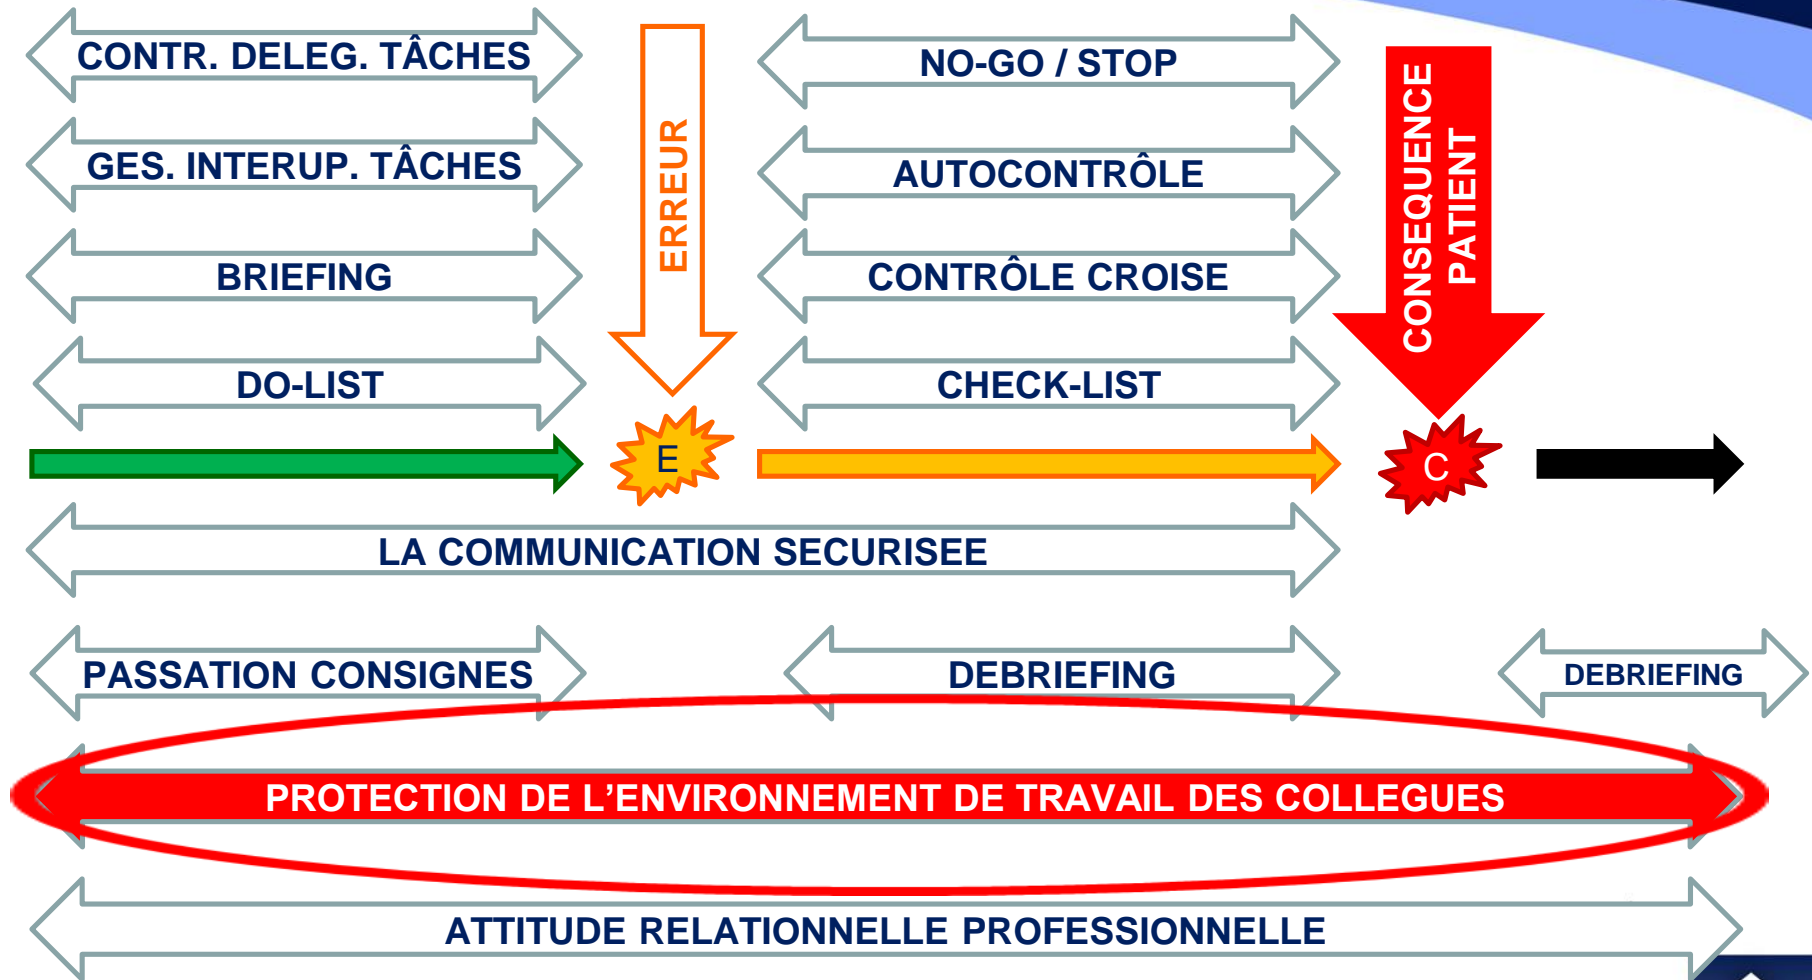 CONTR. DELEG. TÂCHES
NO-GO / STOP
GES. INTERUP. TÂCHES
AUTOCONTRÔLE
ERREUR
CONSEQUENCE
PATIENT
BRIEFING
CONTRÔLE CROISE
DO-LIST
CHECK-LIST
E
C
LA COMMUNICATION SECURISEE
PASSATION CONSIGNES
DEBRIEFING
DEBRIEFING
PROTECTION DE L’ENVIRONNEMENT DE TRAVAIL DES COLLEGUES
ATTITUDE RELATIONNELLE PROFESSIONNELLE